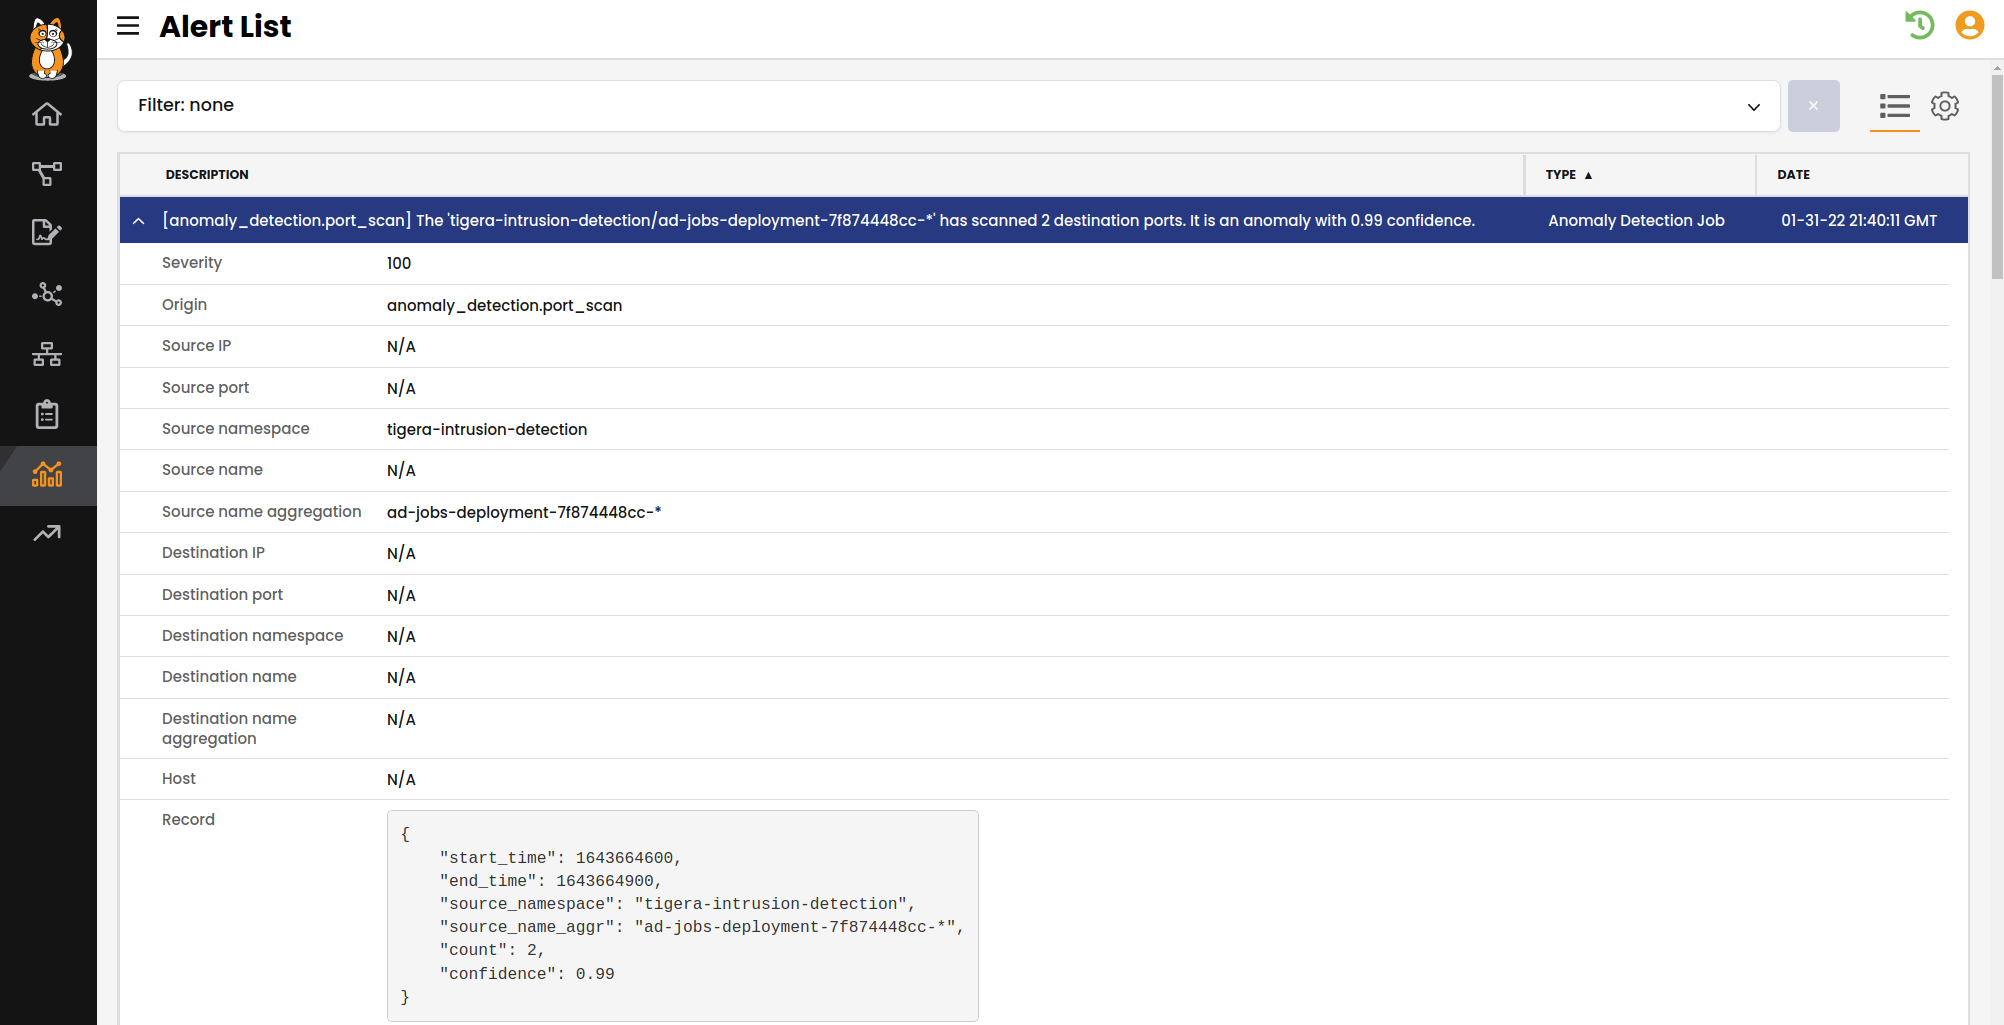 Alert List
Filter: none
DESCRIPTION TYPE ▲ DATE
[anomaly_detection.port_scan] The 'tigera-intrusion-detection/ad-jobs-deployment-7f874448cc-*' has scanned 2 destination ports. It is an anomaly with 0.99 confidence. Anomaly Detection Job 01-31-22 21:40:11 GMT
Severity 100
Origin anomaly_detection.port_scan
Source IP N/A
Source port N/A
Source namespace tigera-intrusion-detection
Source name N/A
Source name aggregation ad-jobs-deployment-7f874448cc-*
Destination IP N/A
Destination port N/A
Destination namespace N/A
Destination name N/A
Destination name N/A
aggregation
Host N/A
Record
{
"start_time": 1643664600,
"end_time": 1643664900,
"source_namespace": "tigera-intrusion-detection",
"source_name_aggr": "ad-jobs-deployment-7f874448cc-*",
"count": 2,
"confidence": 0.99
}